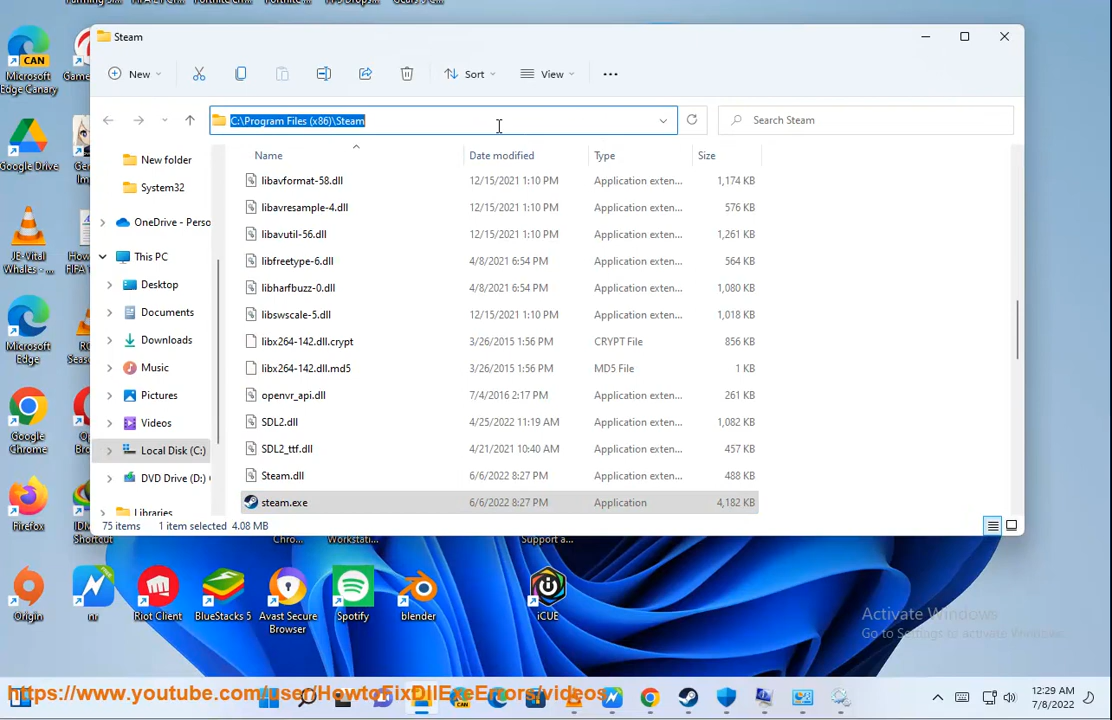 Microsoft
Edge Canary
Google Drive
JE-Vital
Whales - ...
Microsoft
Edge
Google
Chrome
Firefox
Origin
Steam
New
Sort
View
C:\Program Files (x86)\Steam
Search Steam
Name
Date modified
Type
Size
New folder
System32
OneDrive - Perso
This PC
Desktop
Documents
Downloads
Music
Pictures
Videos
Local Disk (C:)
DVD Drive (D:)
Libraries
libavformat-58.dll 12/15/2021 1:10 PM Application exten... 1,174 KB
libavresample-4.dll 12/15/2021 1:10 PM Application exten... 576 KB
libavutil-56.dll 12/15/2021 1:10 PM Application exten... 1,261 KB
libfreetype-6.dll 4/8/2021 6:54 PM Application exten... 564 KB
libharfbuzz-0.dll 4/8/2021 6:54 PM Application exten... 1,080 KB
libswscale-5.dll 12/15/2021 1:10 PM Application exten... 1,018 KB
libx264-142.dll.crypt 3/26/2015 1:56 PM CRYPT File 856 KB
libx264-142.dll.md5 3/26/2015 1:56 PM MD5 File 1 KB
openvr_api.dll 7/4/2016 2:17 PM Application exten... 261 KB
SDL2.dll 4/25/2022 11:19 AM Application exten... 1,082 KB
SDL2_ttf.dll 4/21/2021 10:40 AM Application exten... 457 KB
Steam.dll 6/6/2022 8:27 PM Application exten... 488 KB
steam.exe 6/6/2022 8:27 PM Application 4,182 KB
75 items 1 item selected 4.08 MB
Shortcut
Chro...
Workstati...
Support a...
nr
Riot Client
BlueStacks 5
Avast Secure
Browser
Spotify
blender
iCUE
Activate Windows
Go to Settings to activate Windows.
https://www.youtube.com/user/HowtoFixDllExeErrors/videos
12:29 AM
7/8/2022